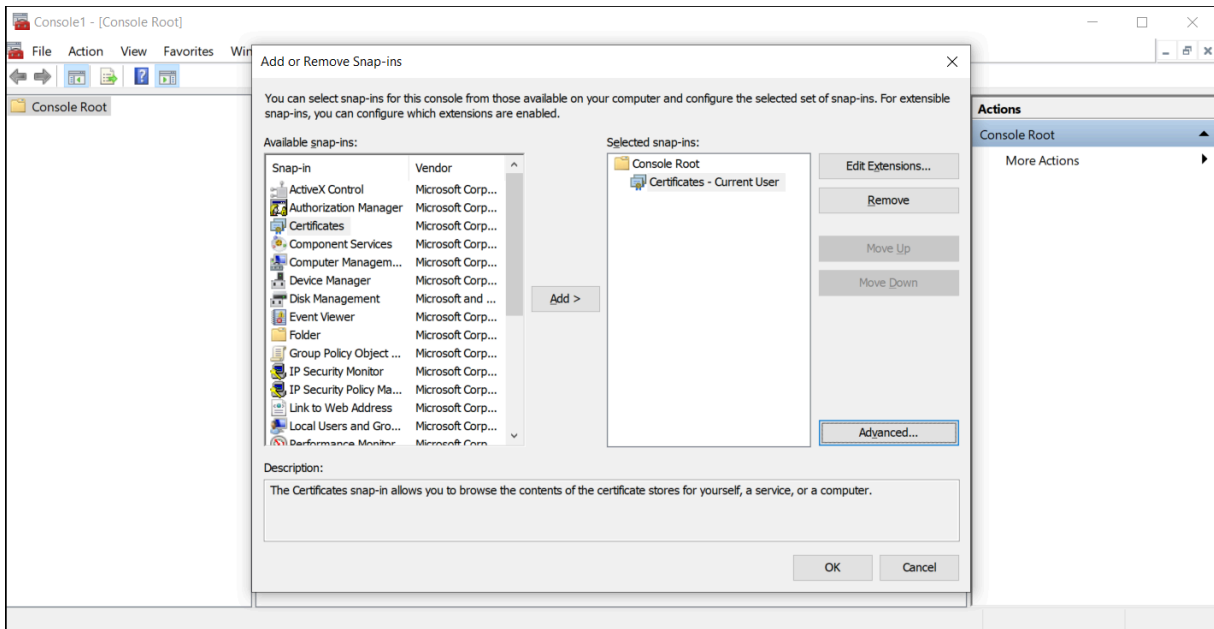 Console1 - [Console Root]
File Action View Favorites Win
Add or Remove Snap-ins
You can select snap-ins for this console from those available on your computer and configure the selected set of snap-ins. For extensible
snap-ins, you can configure which extensions are enabled.
Console Root
Available snap-ins:
Snap-in Vendor
ActiveX Control Microsoft Corp...
Authorization Manager Microsoft Corp...
Certificates Microsoft Corp...
Component Services Microsoft Corp...
Computer Managem... Microsoft Corp...
Device Manager Microsoft Corp...
Disk Management Microsoft and ...
Event Viewer Microsoft Corp...
Folder Microsoft Corp...
Group Policy Object ... Microsoft Corp...
IP Security Monitor Microsoft Corp...
IP Security Policy Ma... Microsoft Corp...
Link to Web Address Microsoft Corp...
Local Users and Gro... Microsoft Corp...
Performance Monitor Microsoft Corp
Add >
Selected snap-ins:
Console Root
Certificates - Current User
Edit Extensions...
Remove
Move Up
Move Down
Advanced...
Description:
The Certificates snap-in allows you to browse the contents of the certificate stores for yourself, a service, or a computer.
OK Cancel
Actions
Console Root
More Actions